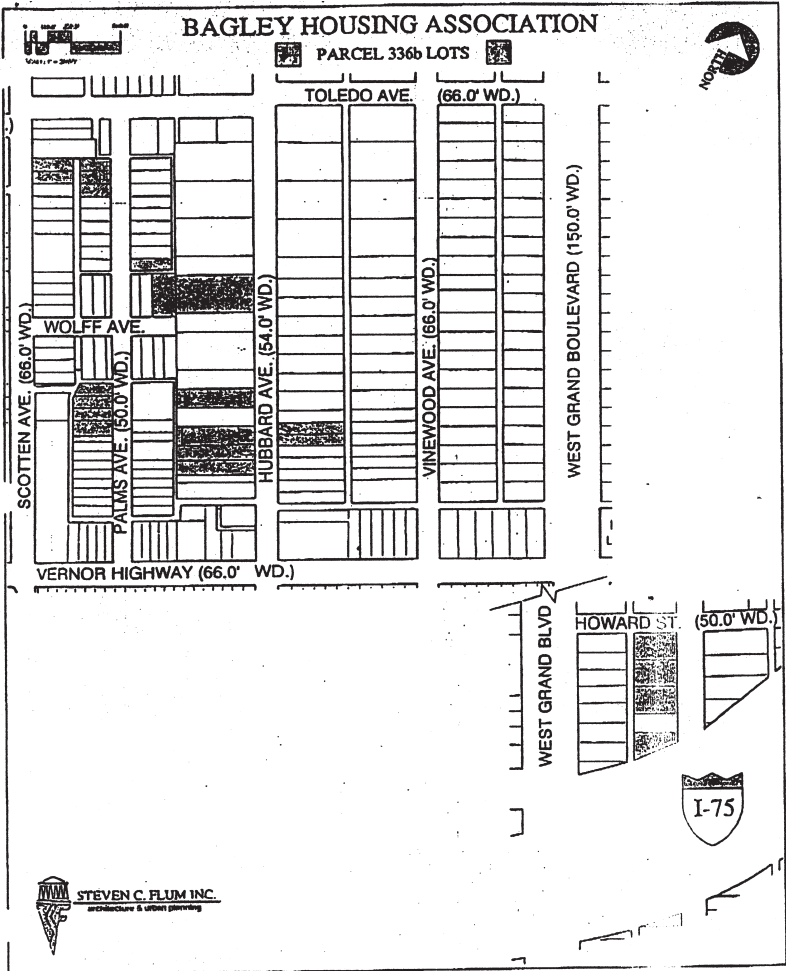 BAGLEY HOUSING ASSOCIATION
PARCEL 336b LOTS
NORTH
TOLEDO AVE. (66.0' WD.)
WOLFF AVE.
SCOTTEN AVE. (66.0' WD.)
PALMS AVE. (50.0' WD.)
HUBBARD AVE. (54.0' WD.)
VINEWOOD AVE. (66.0' WD.)
WEST GRAND BOULEVARD (150.0' WD.)
VERNOR HIGHWAY (66.0' WD.)
WEST GRAND BLVD
HOWARD ST. (50.0' WD.)
I-75
STEVEN C. FLUM INC.
architecture & urban planning